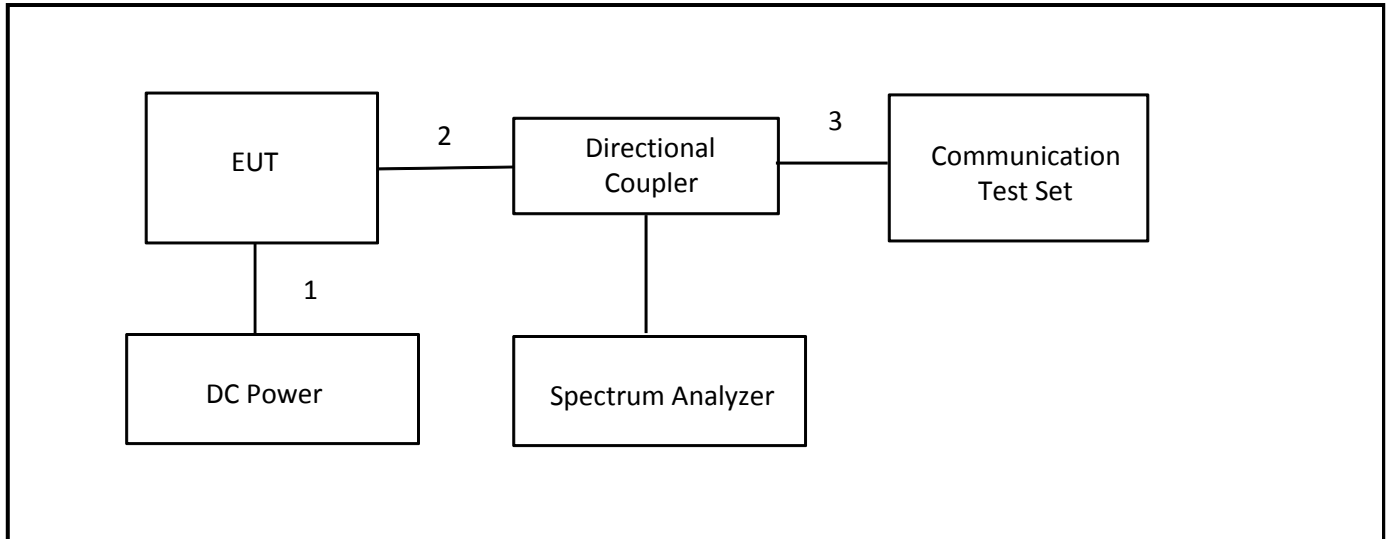 EUT
2
Directional
Coupler
3
Communication
Test Set
1
DC Power
Spectrum Analyzer